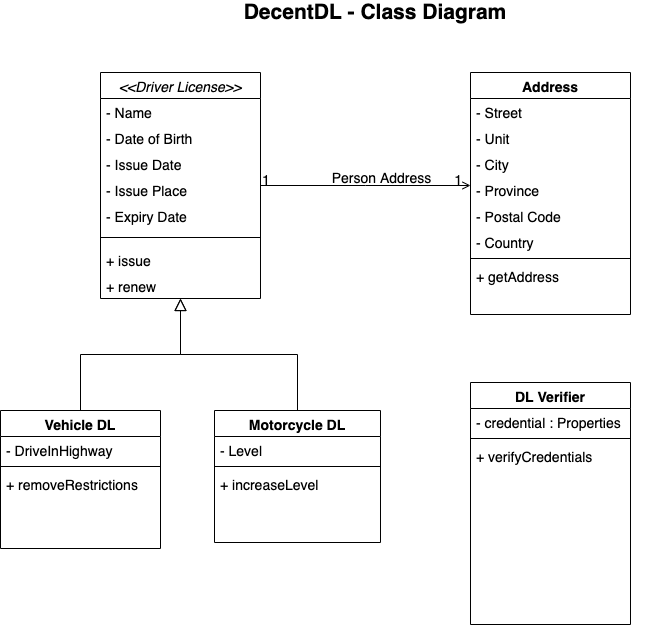 DecentDL - Class Diagram
<<Driver License>>
- Name
- Date of Birth
- Issue Date
- Issue Place
- Expiry Date
+ issue
+ renew
1
Person Address
1
Address
- Street
- Unit
- City
- Province
- Postal Code
- Country
+ getAddress
Vehicle DL
- DriveInHighway
+ removeRestrictions
Motorcycle DL
- Level
+ increaseLevel
DL Verifier
- credential : Properties
+ verifyCredentials